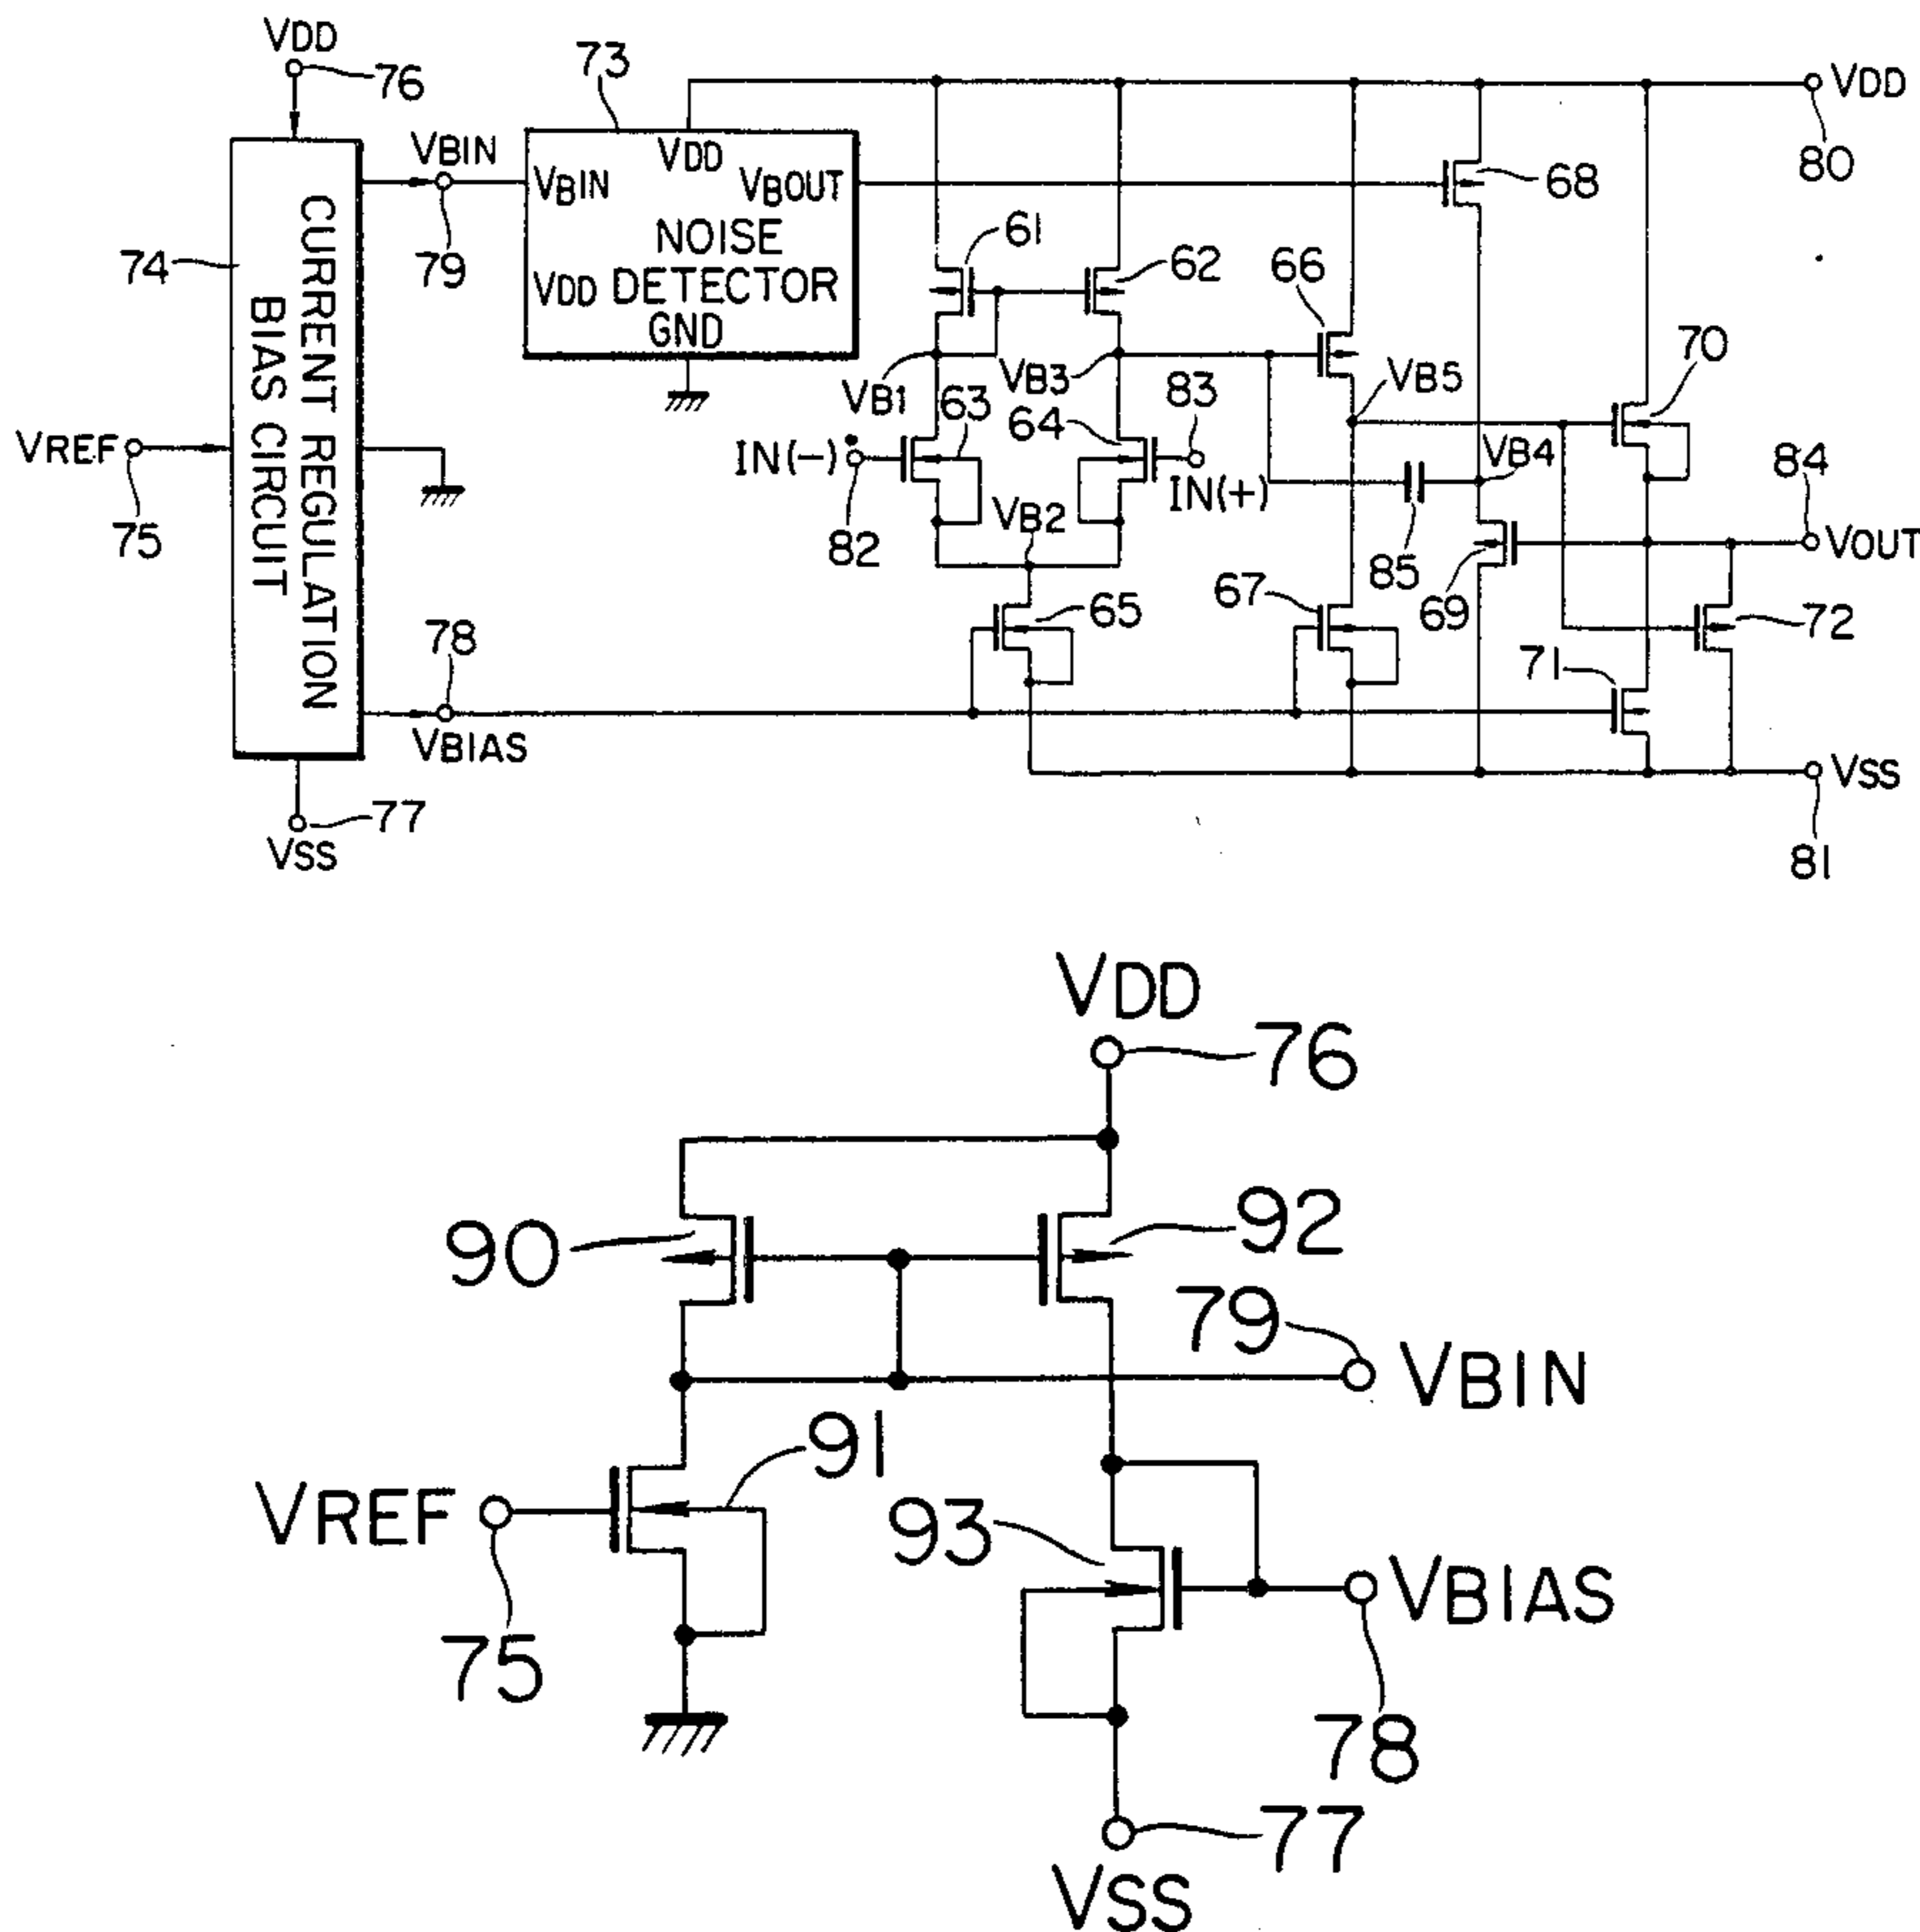 VDD
76
73
VDD
80
VBIN
79
VBIN
VDD
VBOUT
NOISE
VDD DETECTOR
GND
74
CURRENT REGULATION
BIAS CIRCUIT
VREF
75
78
VBIAS
77
VSS
61
62
66
68
70
VB1
VB3
VB5
63
64
83
IN(-)
82
IN(+)
VB2
VB4
84
VOUT
85
65
67
69
72
71
VSS
81
VDD
76
90
92
79
VBIN
91
VREF
75
93
VBIAS
78
77
VSS